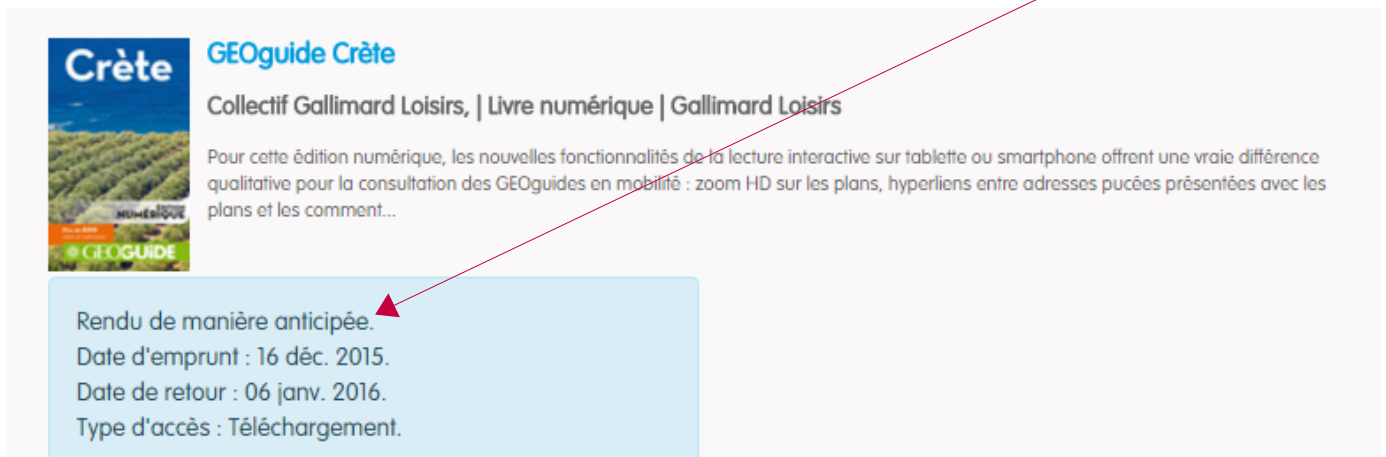 Crète
GEOguide Crète
Collectif Gallimard Loisirs, | Livre numérique | Gallimard Loisirs
Pour cette édition numérique, les nouvelles fonctionnalités de la lecture interactive sur tablette ou smartphone offrent une vraie différence
qualitative pour la consultation des GEOguides en mobilité : zoom HD sur les plans, hyperliens entre adresses pucées présentées avec les
plans et les comment...
NUMÉRIQUE
GEOGUIDE
Rendu de manière anticipée.
Date d'emprunt : 16 déc. 2015.
Date de retour : 06 janv. 2016.
Type d'accès : Téléchargement.